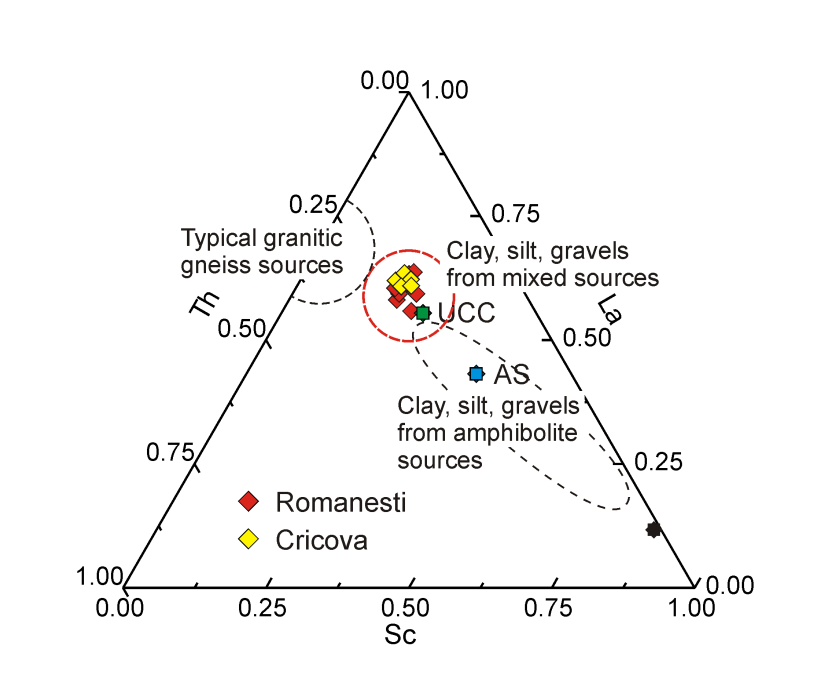 0.00
1.00
0.25
0.75
Typical granitic
gneiss sources
Clay, silt, gravels
from mixed sources
Th
La
UCC
0.50
0.50
AS
Clay, silt, gravels
from amphibolite
sources
0.75
0.25
Romanesti
Cricova
1.00
0.00
0.00
0.25
0.50
0.75
1.00
Sc